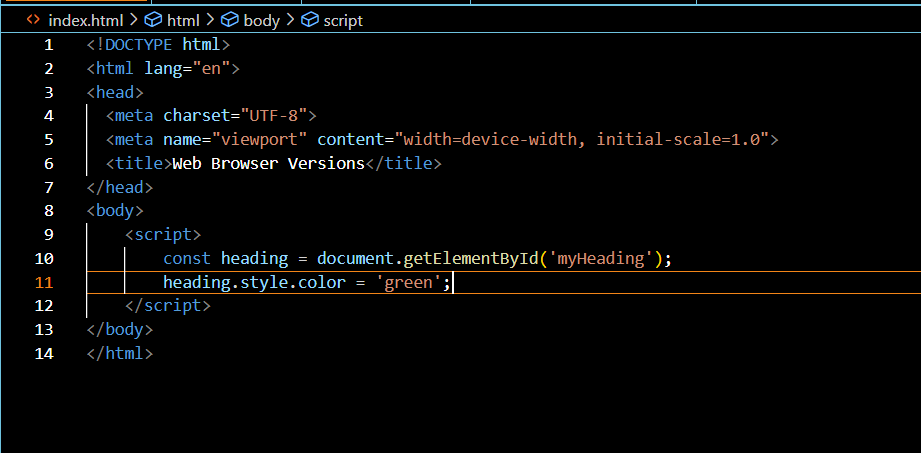 index.html > html > body > script
1 <!DOCTYPE html>
2 <html lang="en">
3 <head>
4   <meta charset="UTF-8">
5   <meta name="viewport" content="width=device-width, initial-scale=1.0">
6   <title>Web Browser Versions</title>
7 </head>
8 <body>
9     <script>
10         const heading = document.getElementById('myHeading');
11         heading.style.color = 'green';
12     </script>
13 </body>
14 </html>